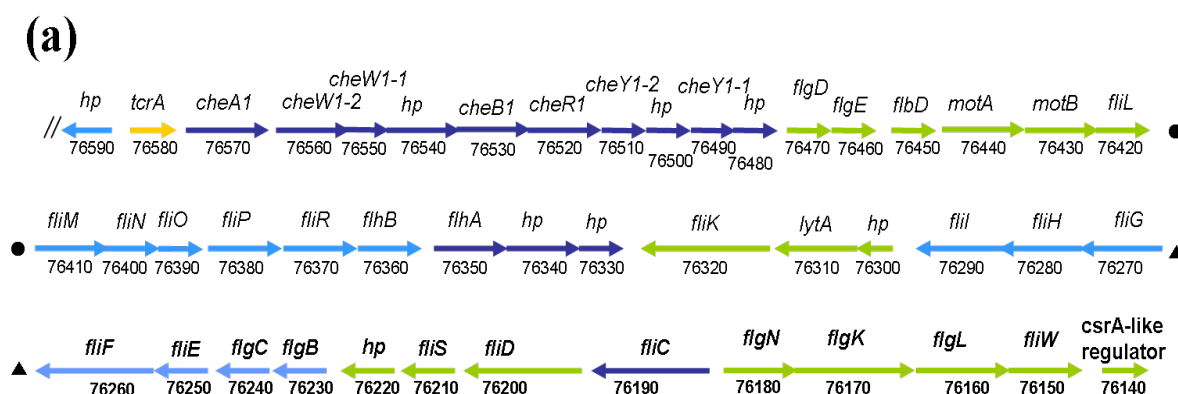 (a)
cheW1-1 cheY1-2 cheY1-1 flgD
hp tcrA cheA1 cheW1-2 hp cheB1 cheR1 hp hp flgE flbD motA motB fliL
//
76590 76580 76570 76560 76550 76540 76530 76520 76510 76500 76490 76480 76470 76460 76450 76440 76430 76420
fliM fliN fliO fliP fliR flhB flhA hp hp fliK lytA hp fliI fliH fliG
76410 76400 76390 76380 76370 76360 76350 76340 76330 76320 76310 76300 76290 76280 76270
csrA-like
fliF fliE flgC flgB hp fliS fliD fliC flgN flgK flgL fliW regulator
76260 76250 76240 76230 76220 76210 76200 76190 76180 76170 76160 76150 76140